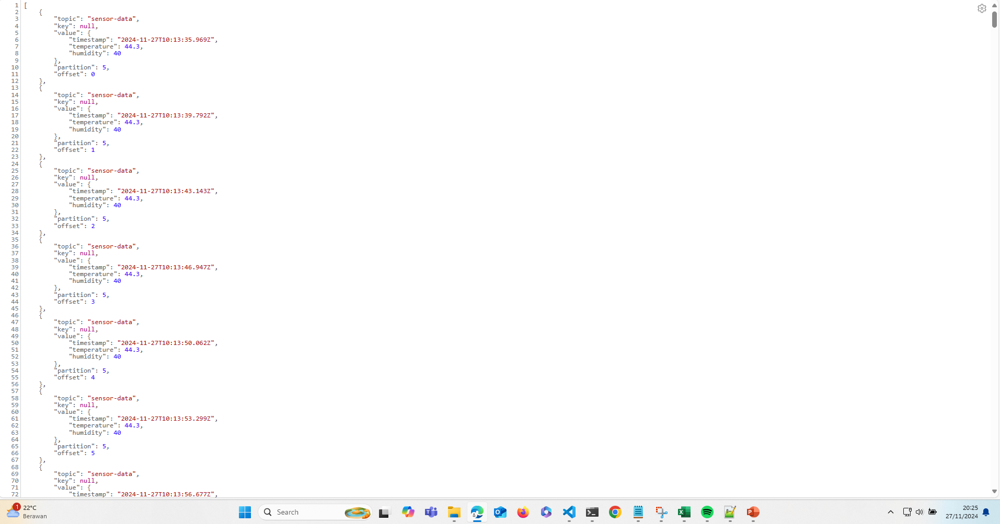 1 [
2     {
3         "topic": "sensor-data",
4         "key": null,
5         "value": {
6             "timestamp": "2024-11-27T10:13:35.969Z",
7             "temperature": 44.3,
8             "humidity": 40
9         },
10         "partition": 5,
11         "offset": 0
12     },
13     {
14         "topic": "sensor-data",
15         "key": null,
16         "value": {
17             "timestamp": "2024-11-27T10:13:39.792Z",
18             "temperature": 44.3,
19             "humidity": 40
20         },
21         "partition": 5,
22         "offset": 1
23     },
24     {
25         "topic": "sensor-data",
26         "key": null,
27         "value": {
28             "timestamp": "2024-11-27T10:13:43.143Z",
29             "temperature": 44.3,
30             "humidity": 40
31         },
32         "partition": 5,
33         "offset": 2
34     },
35     {
36         "topic": "sensor-data",
37         "key": null,
38         "value": {
39             "timestamp": "2024-11-27T10:13:46.947Z",
40             "temperature": 44.3,
41             "humidity": 40
42         },
43         "partition": 5,
44         "offset": 3
45     },
46     {
47         "topic": "sensor-data",
48         "key": null,
49         "value": {
50             "timestamp": "2024-11-27T10:13:50.062Z",
51             "temperature": 44.3,
52             "humidity": 40
53         },
54         "partition": 5,
55         "offset": 4
56     },
57     {
58         "topic": "sensor-data",
59         "key": null,
60         "value": {
61             "timestamp": "2024-11-27T10:13:53.299Z",
62             "temperature": 44.3,
63             "humidity": 40
64         },
65         "partition": 5,
66         "offset": 5
67     },
68     {
69         "topic": "sensor-data",
70         "key": null,
71         "value": {
72             "timestamp": "2024-11-27T10:13:56.677Z",
1
22°C
Berawan
Search
20:25
27/11/2024